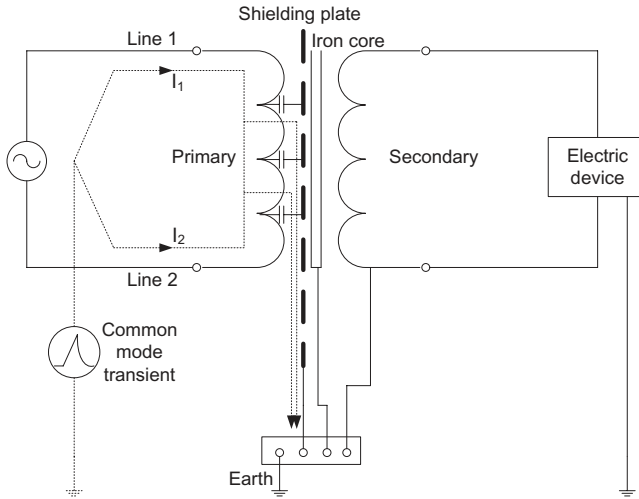 Shielding plate
Line 1
Iron core
I1
Primary
Secondary
Electric
device
I2
Line 2
Common
mode
transient
Earth